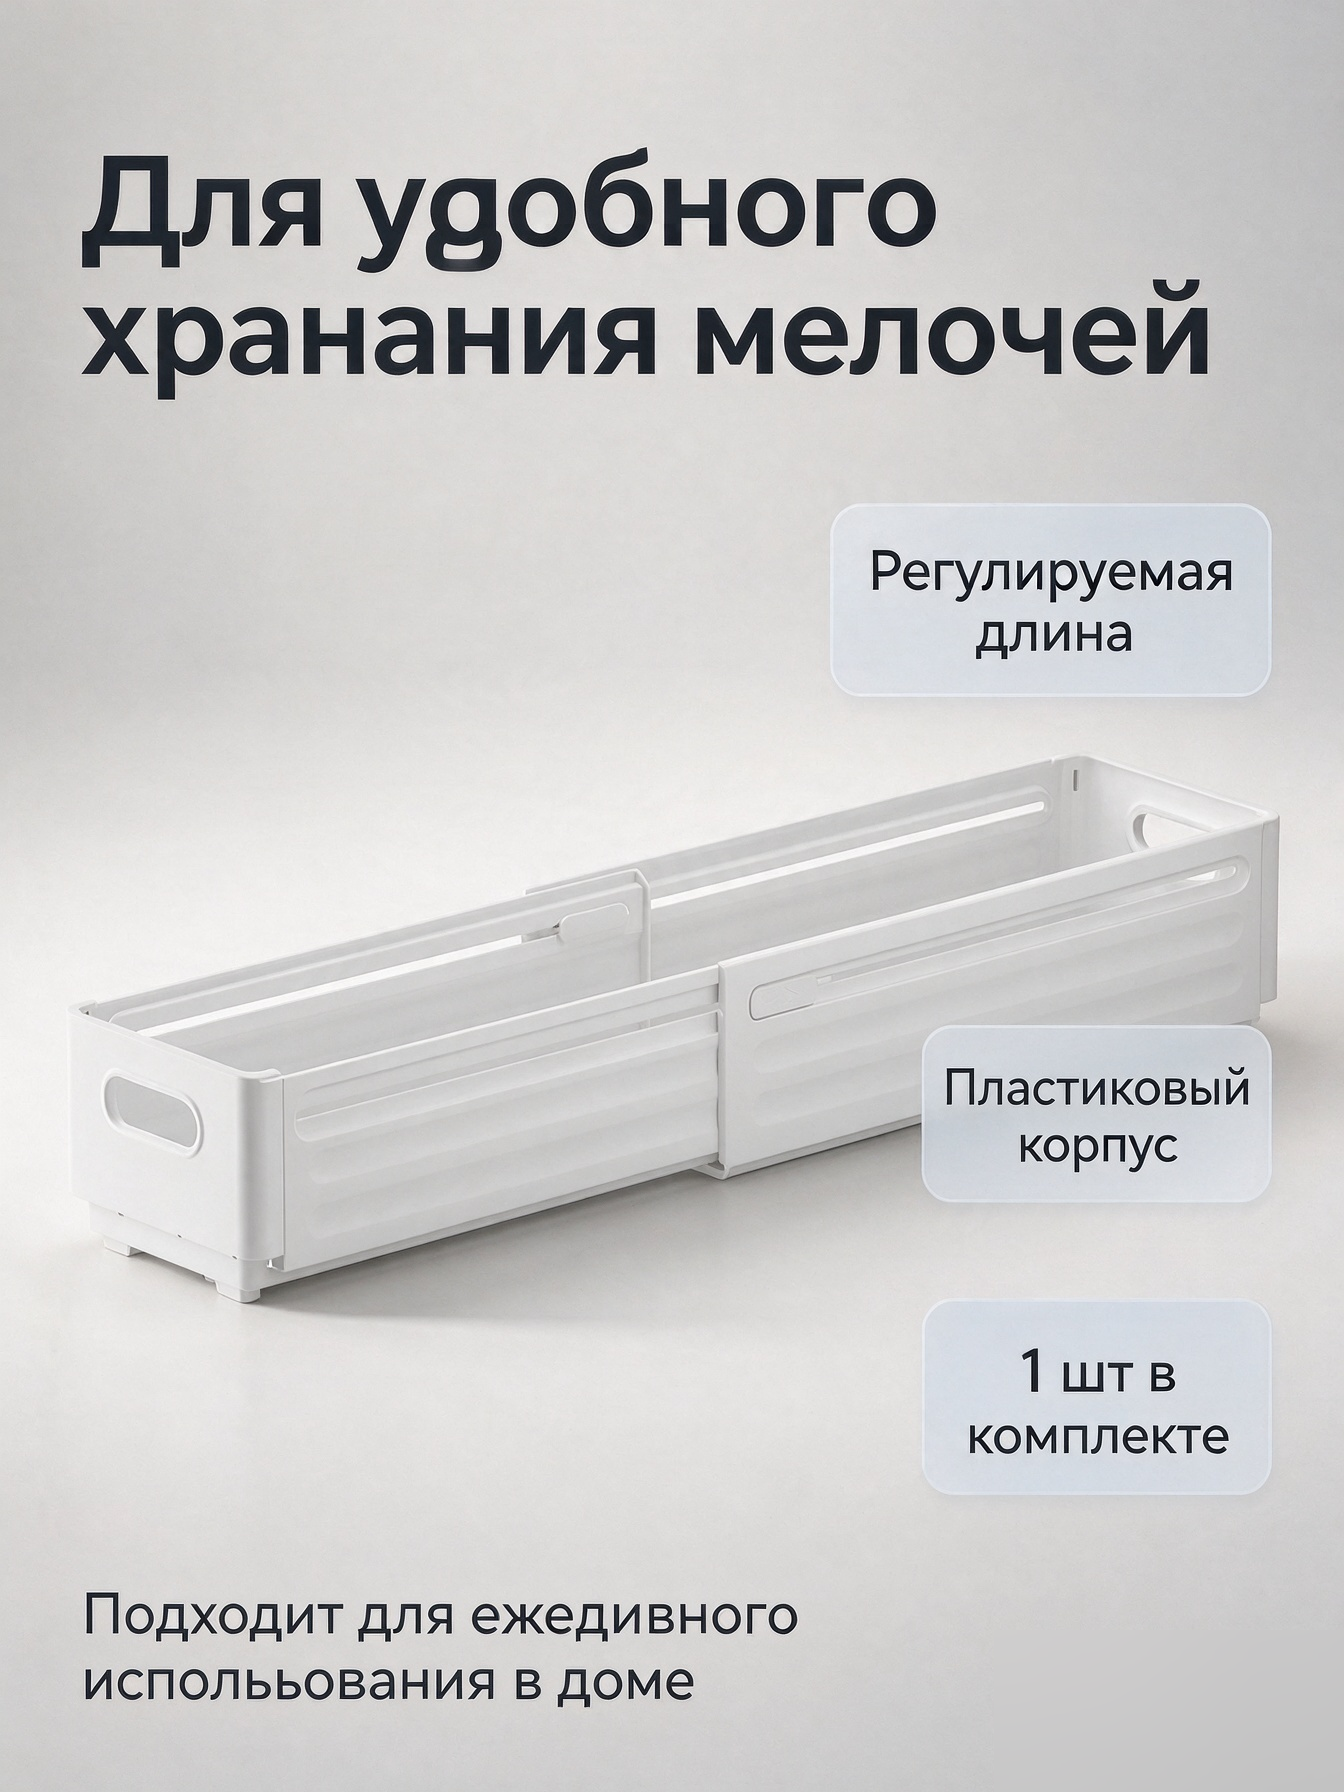 Для удобного
хранания мелочей
Регулируемая
длина
Пластиковый
корпус
1 шт в
комплекте
Подходит для ежедивного
исполььования в доме